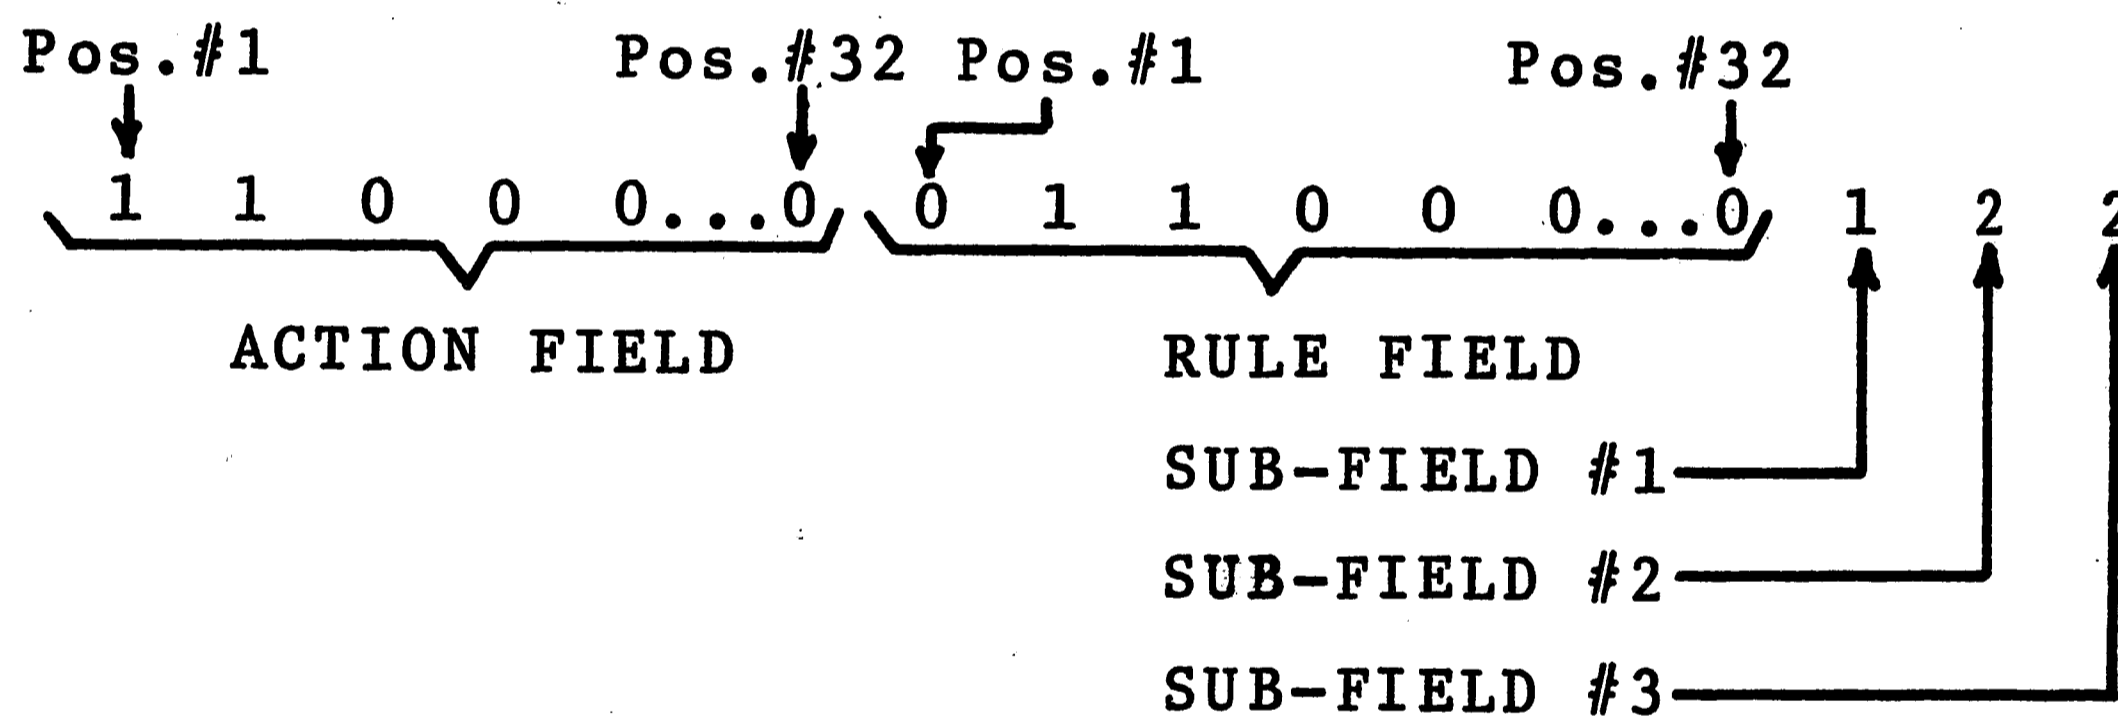 Pos.#1 Pos.#32 Pos.#1 Pos.#32
1 1 0 0 0...0 0 1 1 0 0 0...0 1 2 2
ACTION FIELD RULE FIELD
SUB-FIELD #1
SUB-FIELD #2
SUB-FIELD #3